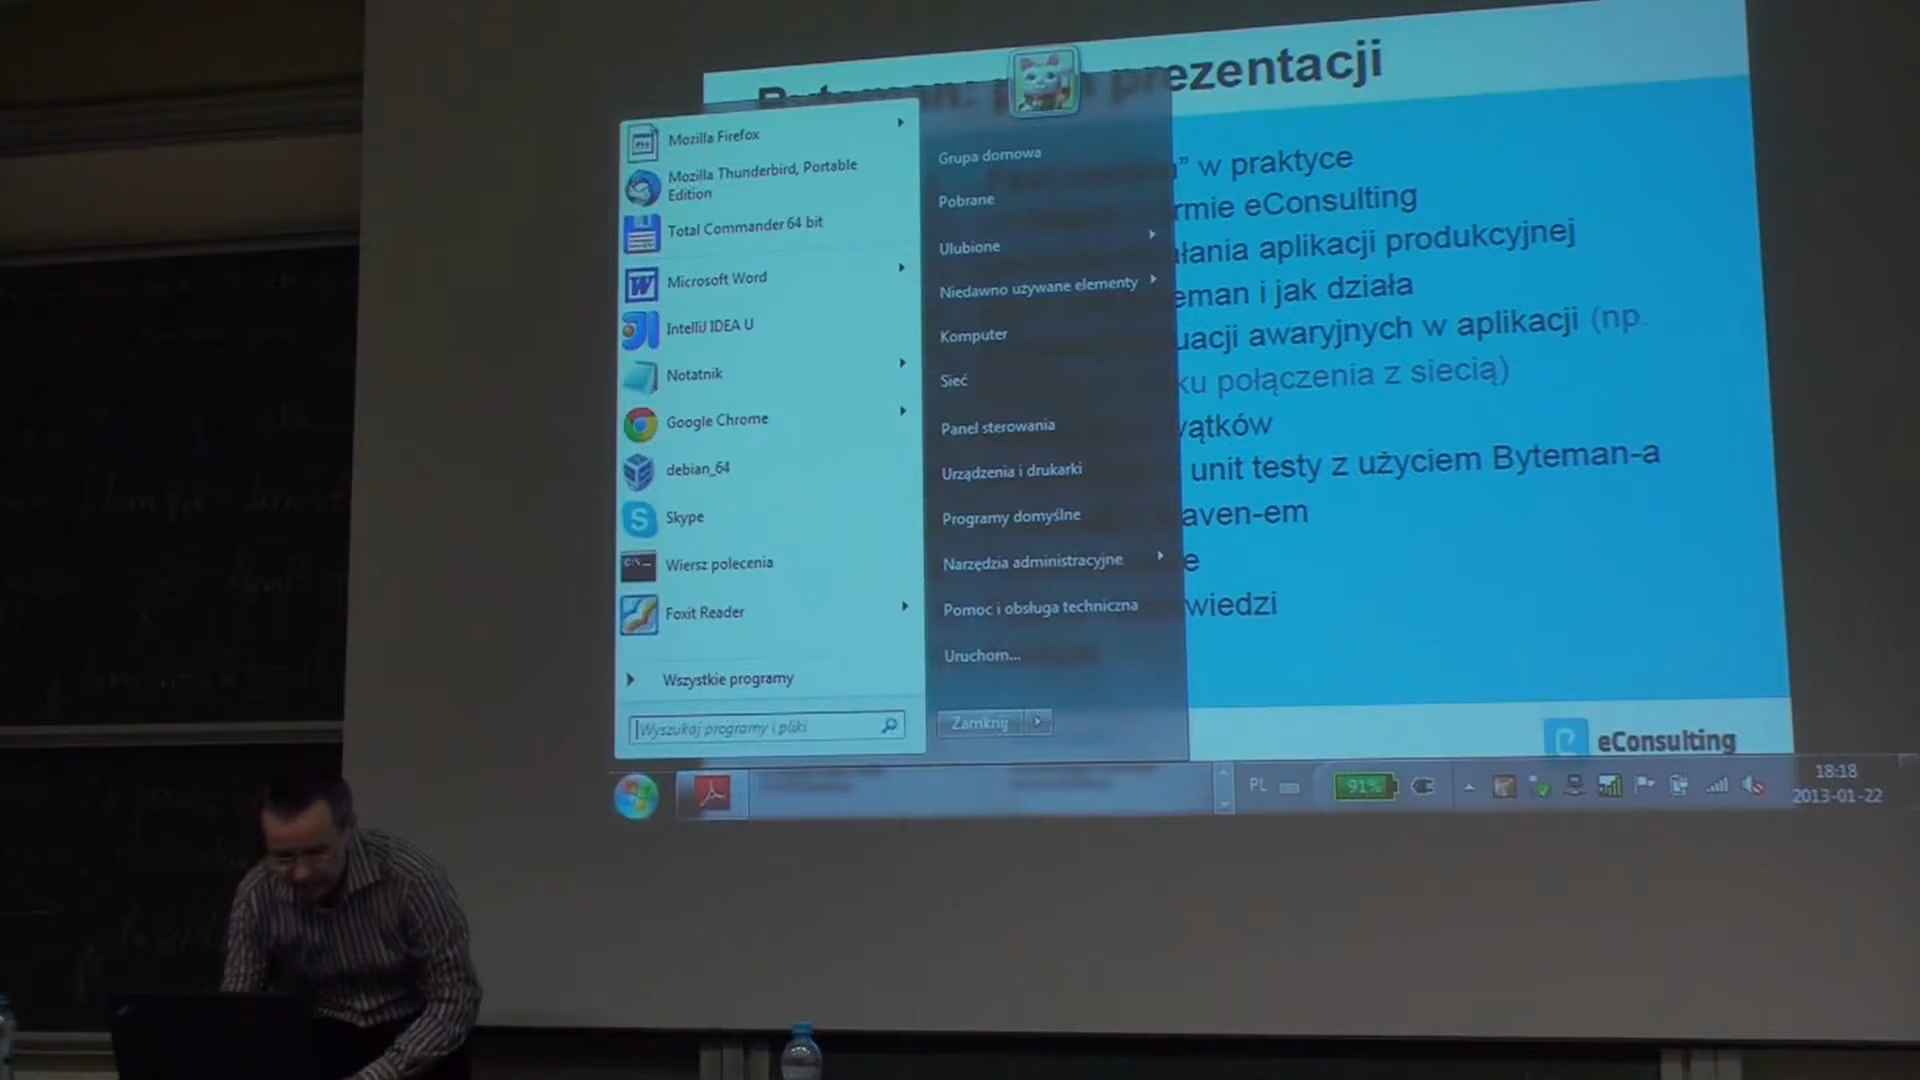 Byteman: prezentacji
” w praktyce
rmie eConsulting
ałania aplikacji produkcyjnej
eman i jak działa
uacji awaryjnych w aplikacji (np.
ku połączenia z siecią)
wątków
unit testy z użyciem Byteman-a
aven-em
e
wiedzi
eConsulting
Mozilla Firefox
Mozilla Thunderbird, Portable
Edition
Total Commander 64 bit
Microsoft Word
IntelliJ IDEA U
Notatnik
Google Chrome
debian_64
Skype
Wiersz polecenia
Foxit Reader
Wszystkie programy
Wyszukaj programy i pliki
Grupa domowa
Pobrane
Ulubione
Niedawno używane elementy
Komputer
Sieć
Panel sterowania
Urządzenia i drukarki
Programy domyślne
Narzędzia administracyjne
Pomoc i obsługa techniczna
Uruchom...
Zamknij
PL
91%
18:18
2013-01-22